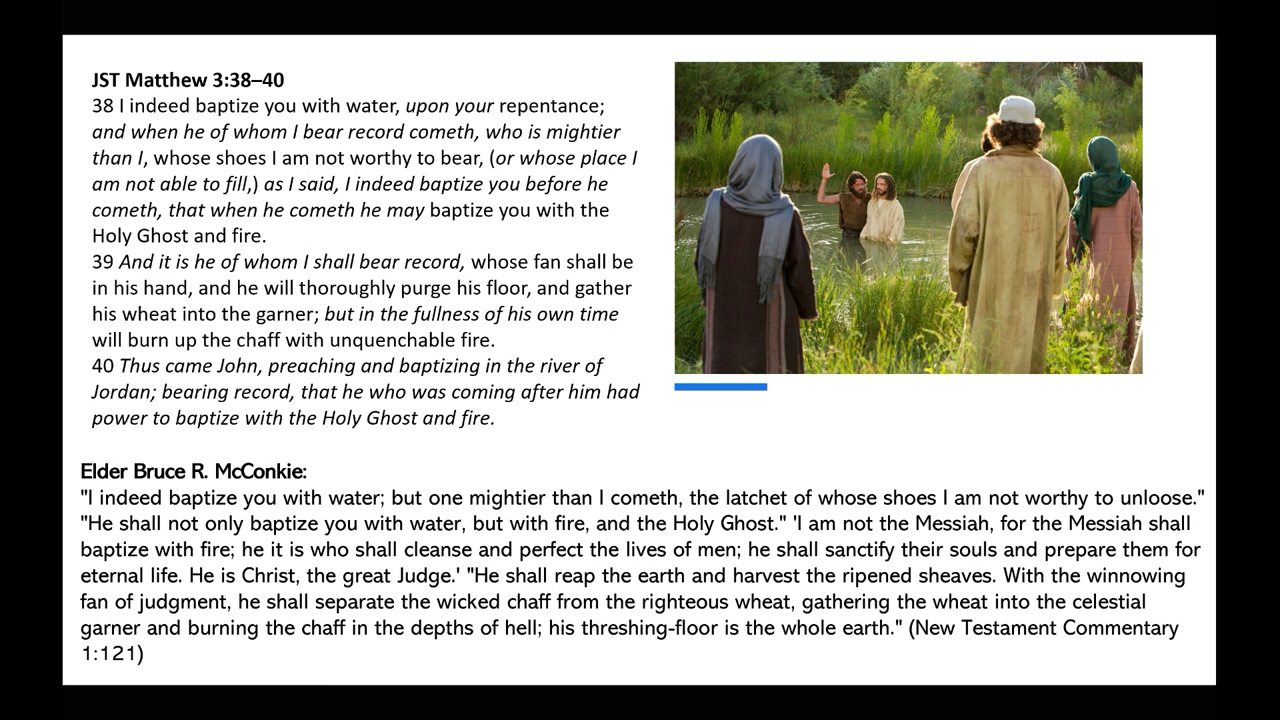 JST Matthew 3:38–40
38 I indeed baptize you with water, upon your repentance;
and when he of whom I bear record cometh, who is mightier
than I, whose shoes I am not worthy to bear, (or whose place I
am not able to fill,) as I said, I indeed baptize you before he
cometh, that when he cometh he may baptize you with the
Holy Ghost and fire.
39 And it is he of whom I shall bear record, whose fan shall be
in his hand, and he will thoroughly purge his floor, and gather
his wheat into the garner; but in the fullness of his own time
will burn up the chaff with unquenchable fire.
40 Thus came John, preaching and baptizing in the river of
Jordan; bearing record, that he who was coming after him had
power to baptize with the Holy Ghost and fire.
Elder Bruce R. McConkie:
"I indeed baptize you with water; but one mightier than I cometh, the latchet of whose shoes I am not worthy to unloose."
"He shall not only baptize you with water, but with fire, and the Holy Ghost." 'I am not the Messiah, for the Messiah shall
baptize with fire; he it is who shall cleanse and perfect the lives of men; he shall sanctify their souls and prepare them for
eternal life. He is Christ, the great Judge.' "He shall reap the earth and harvest the ripened sheaves. With the winnowing
fan of judgment, he shall separate the wicked chaff from the righteous wheat, gathering the wheat into the celestial
garner and burning the chaff in the depths of hell; his threshing-floor is the whole earth." (New Testament Commentary
1:121)